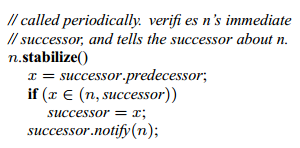 // called periodically. verifi es n's immediate
// successor, and tells the successor about n.
n.stabilize()
x = successor.predecessor;
if (x ∈ (n, successor))
successor = x;
successor.notify(n);